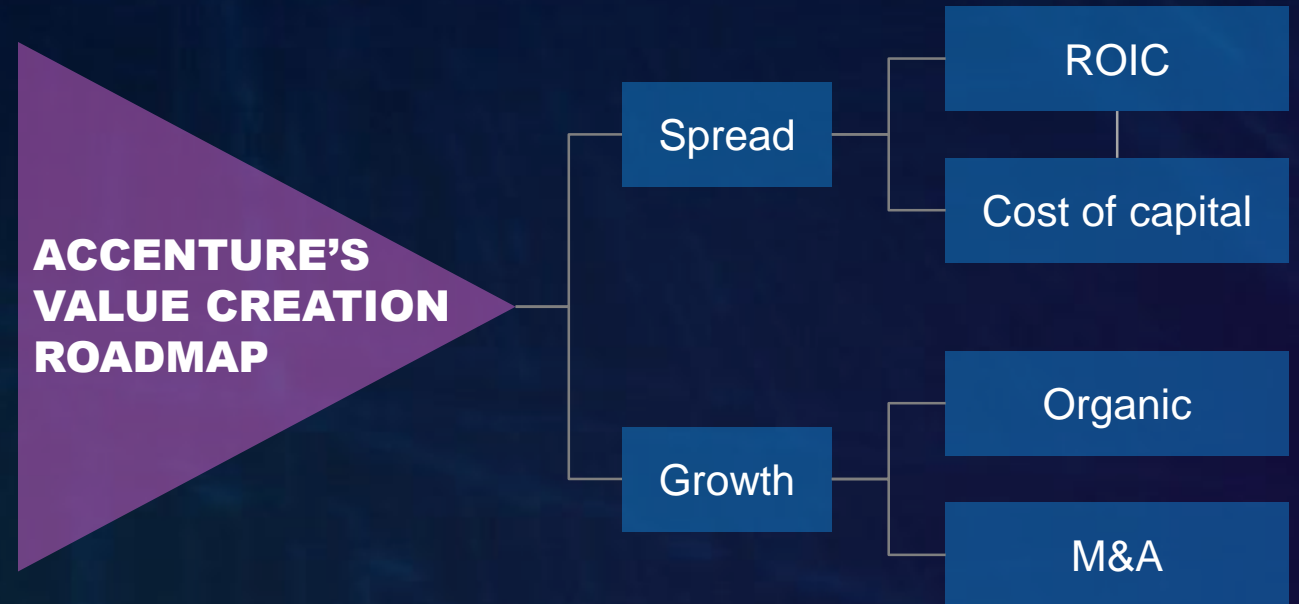 ACCENTURE’S
VALUE CREATION
ROADMAP
Spread
ROIC
Cost of capital
Growth
Organic
M&A